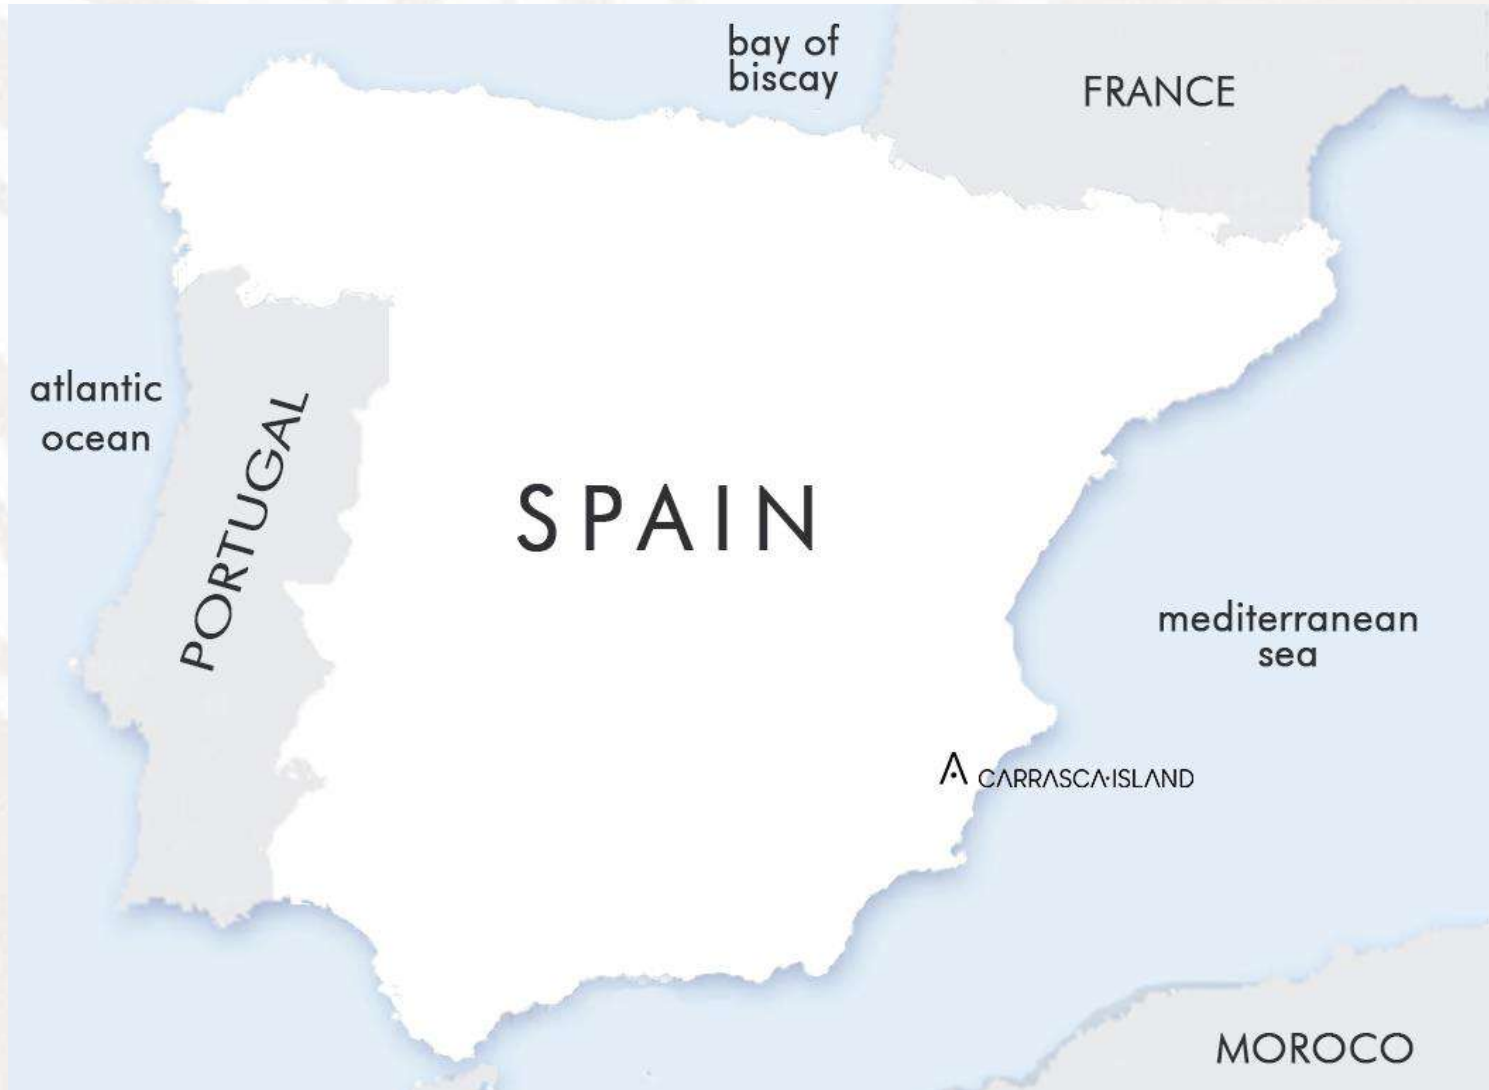 bay of
biscay
FRANCE
atlantic
ocean
PORTUGAL
SPAIN
mediterranean
sea
CARRASCA·ISLAND
MOROCO